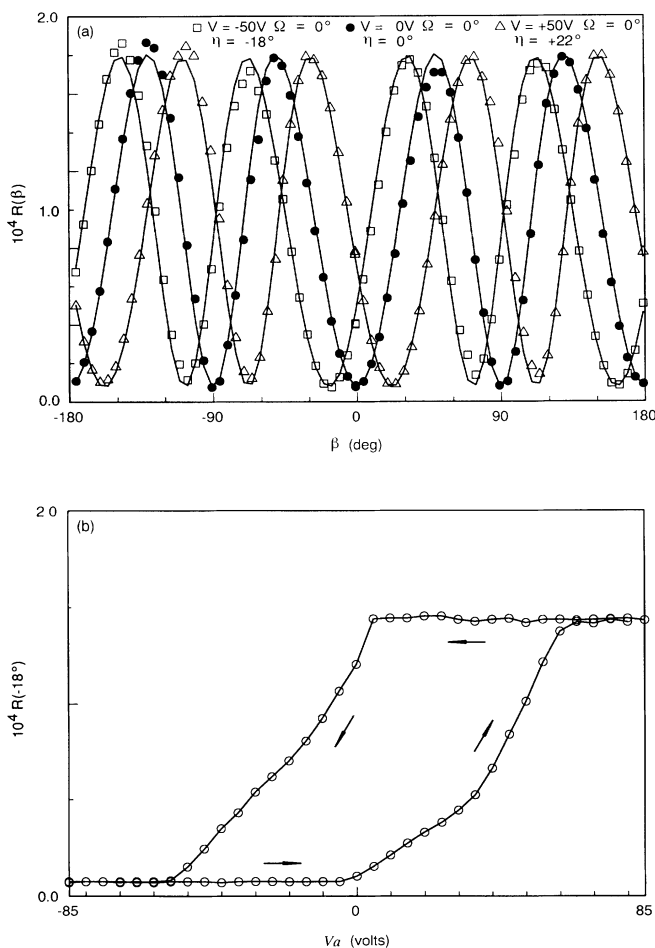 2.0
(a)
□ V = -50V Ω = 0° ● V = 0V Ω = 0° △ V = +50V Ω = 0°
η = -18° η = 0° η = +22°
10⁴ R(β)
1.0
0.0
-180 -90 0 90 180
β (deg)
2 0
(b)
10⁴ R(-18°)
0.0
-85 0 85
Va (volts)